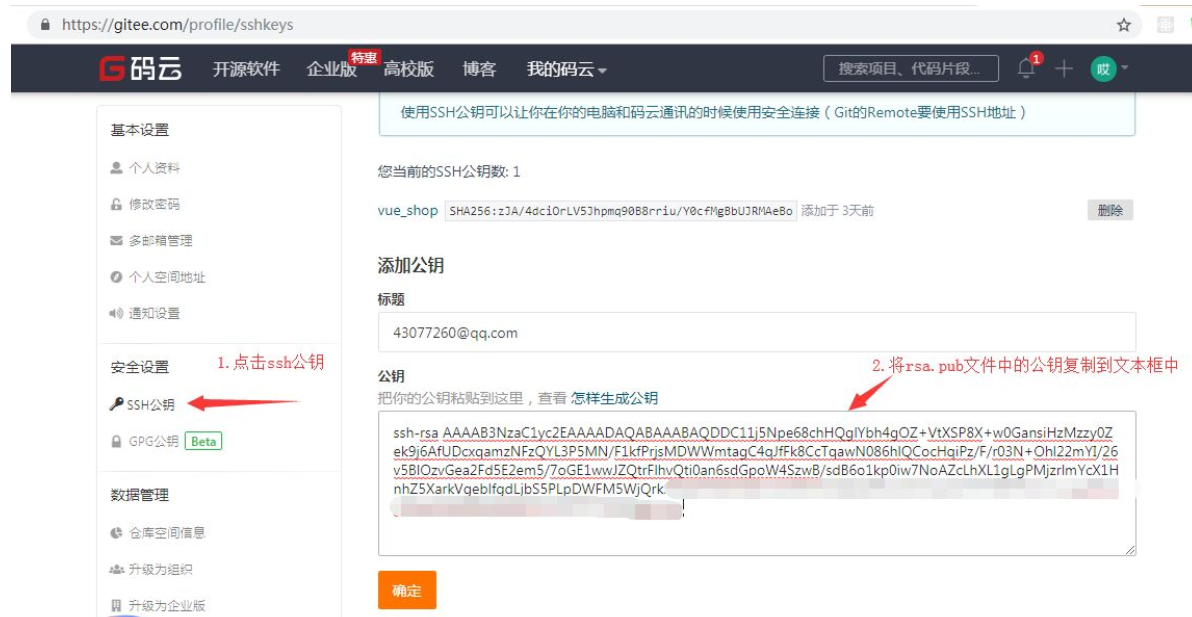 https://gitee.com/profile/sshkeys
G码云 开源软件 企业版 特惠 高校版 博客 我的码云 搜索项目、代码片段... 1 哎
基本设置
个人资料
修改密码
多邮箱管理
个人空间地址
通知设置
安全设置
1.点击ssh公钥
SSH公钥
GPG公钥 Beta
数据管理
仓库空间信息
升级为组织
升级为企业版
使用SSH公钥可以让你在你的电脑和码云通讯的时候使用安全连接（Git的Remote要使用SSH地址）
您当前的SSH公钥数: 1
vue_shop SHA256:zJA/4dciOrLV5Jhpmq90B8rriu/Y0cfMgBbUJRMAeBo 添加于 3天前 删除
添加公钥
标题
43077260@qq.com
2.将rsa.pub文件中的公钥复制到文本框中
公钥
把你的公钥粘贴到这里，查看 怎样生成公钥
ssh-rsa AAAAB3NzaC1yc2EAAAADAQABAAABAQDDC11j5Npe68chHQgIYbh4gOZ+VtXSP8X+w0GansiHzMzzy0Z
ek9j6AfUDcxqamzNFzQYL3P5MN/F1kfPrjsMDWWmtagC4qJfFk8CcTqawN086hIQCocHqiPz/F/r03N+OhI22mYI/26
v5BIOzvGea2Fd5E2em5/7oGE1wwJZQtrFIhvQti0an6sdGpoW4SzwB/sdB6o1kp0iw7NoAZcLhXL1gLgPMjzrImYcX1H
nhZ5XarkVqebIfqdLjbS5PLpDWFM5WjQrk
确定